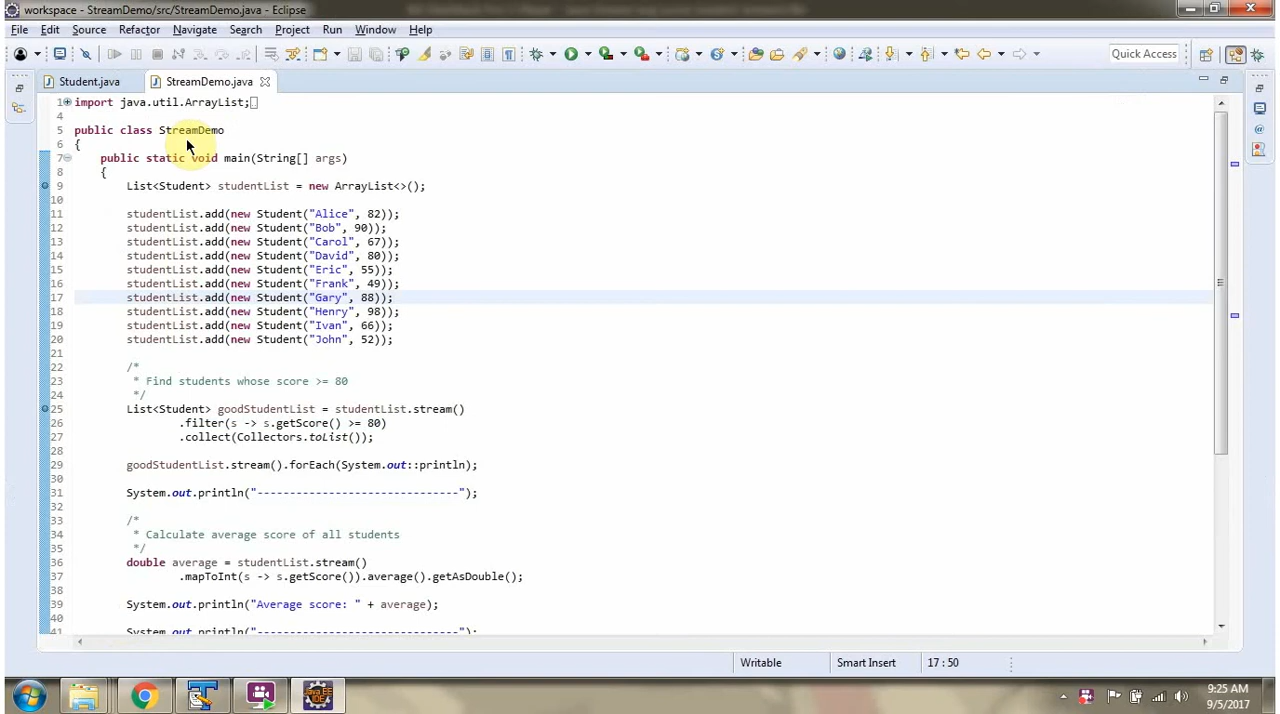 workspace - StreamDemo/src/StreamDemo.java - Eclipse
File Edit Source Refactor Navigate Search Project Run Window Help
Quick Access
Student.java StreamDemo.java
1 import java.util.ArrayList;
4
5 public class StreamDemo
6 {
7 public static void main(String[] args)
8 {
9 List<Student> studentList = new ArrayList<>();
10
11 studentList.add(new Student("Alice", 82));
12 studentList.add(new Student("Bob", 90));
13 studentList.add(new Student("Carol", 67));
14 studentList.add(new Student("David", 80));
15 studentList.add(new Student("Eric", 55));
16 studentList.add(new Student("Frank", 49));
17 studentList.add(new Student("Gary", 88));
18 studentList.add(new Student("Henry", 98));
19 studentList.add(new Student("Ivan", 66));
20 studentList.add(new Student("John", 52));
21
22 /*
23 * Find students whose score >= 80
24 */
25 List<Student> goodStudentList = studentList.stream()
26 .filter(s -> s.getScore() >= 80)
27 .collect(Collectors.toList());
28
29 goodStudentList.stream().forEach(System.out::println);
30
31 System.out.println("-------------------------------");
32
33 /*
34 * Calculate average score of all students
35 */
36 double average = studentList.stream()
37 .mapToInt(s -> s.getScore()).average().getAsDouble();
38
39 System.out.println("Average score: " + average);
40
41 System.out.println("-------------------------------");
Writable Smart Insert 17 : 50
Java EE
IDE
9:25 AM
9/5/2017